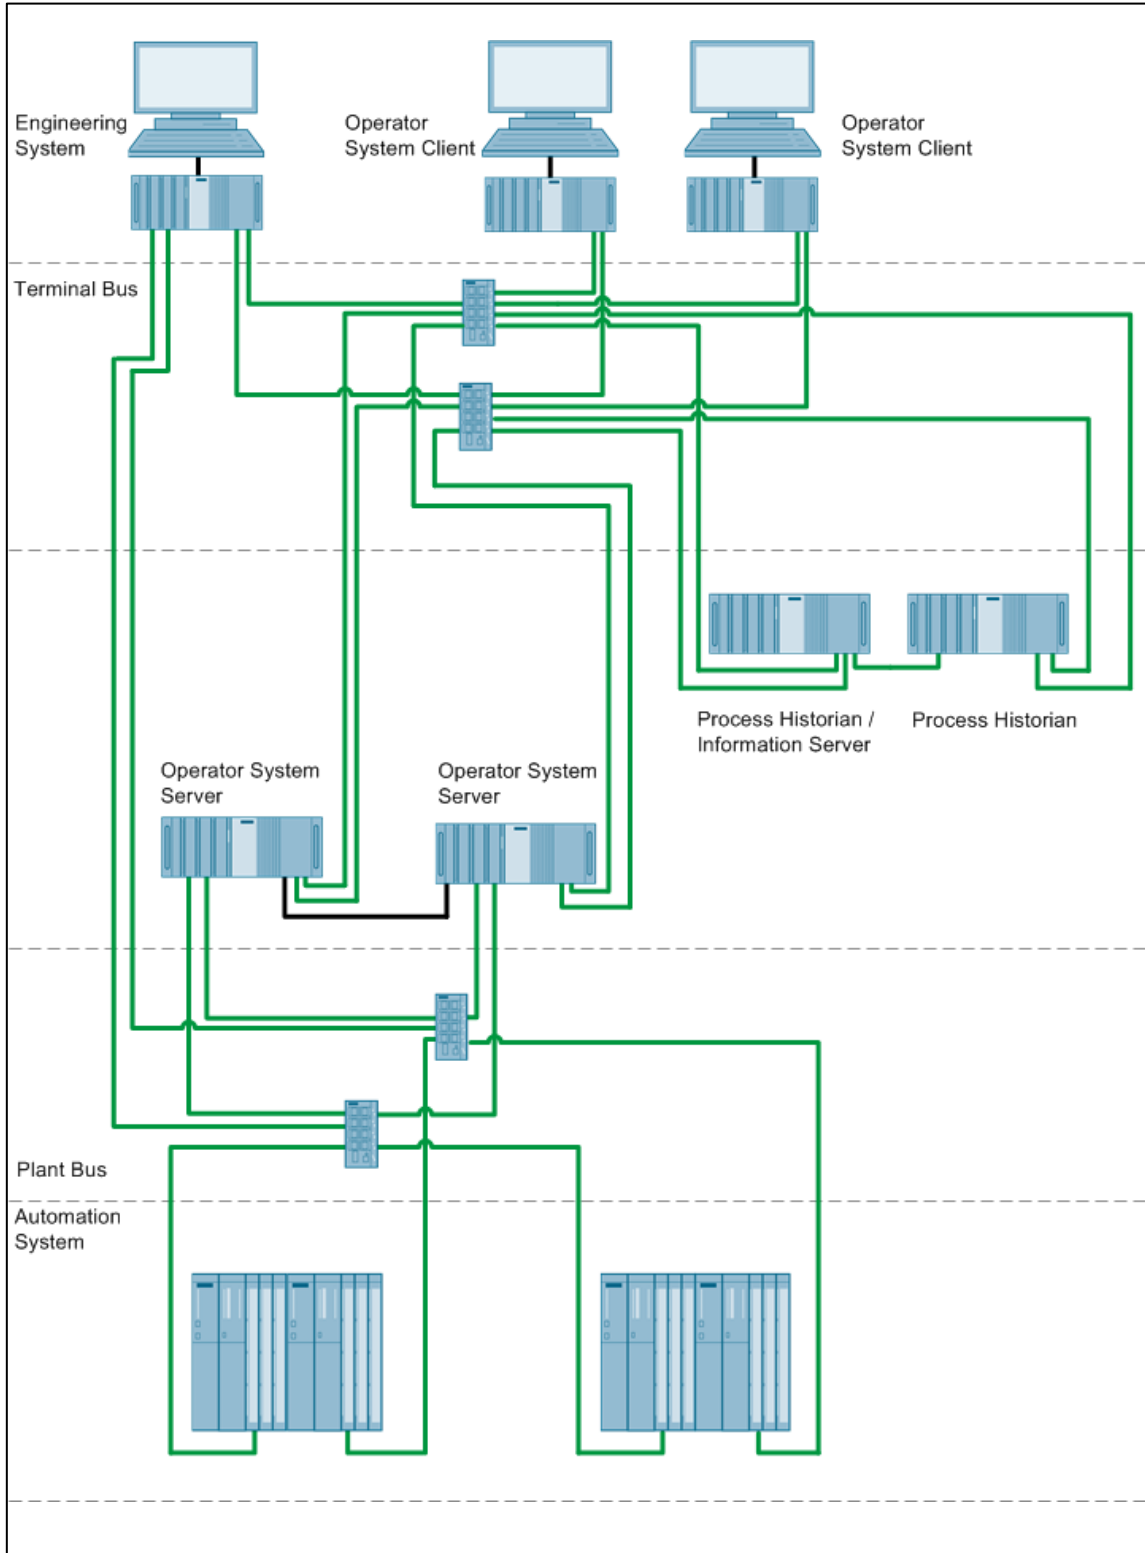 Engineering
System
Operator
System Client
Operator
System Client
Terminal Bus
Process Historian /
Information Server
Process Historian
Operator System
Server
Operator System
Server
Plant Bus
Automation
System